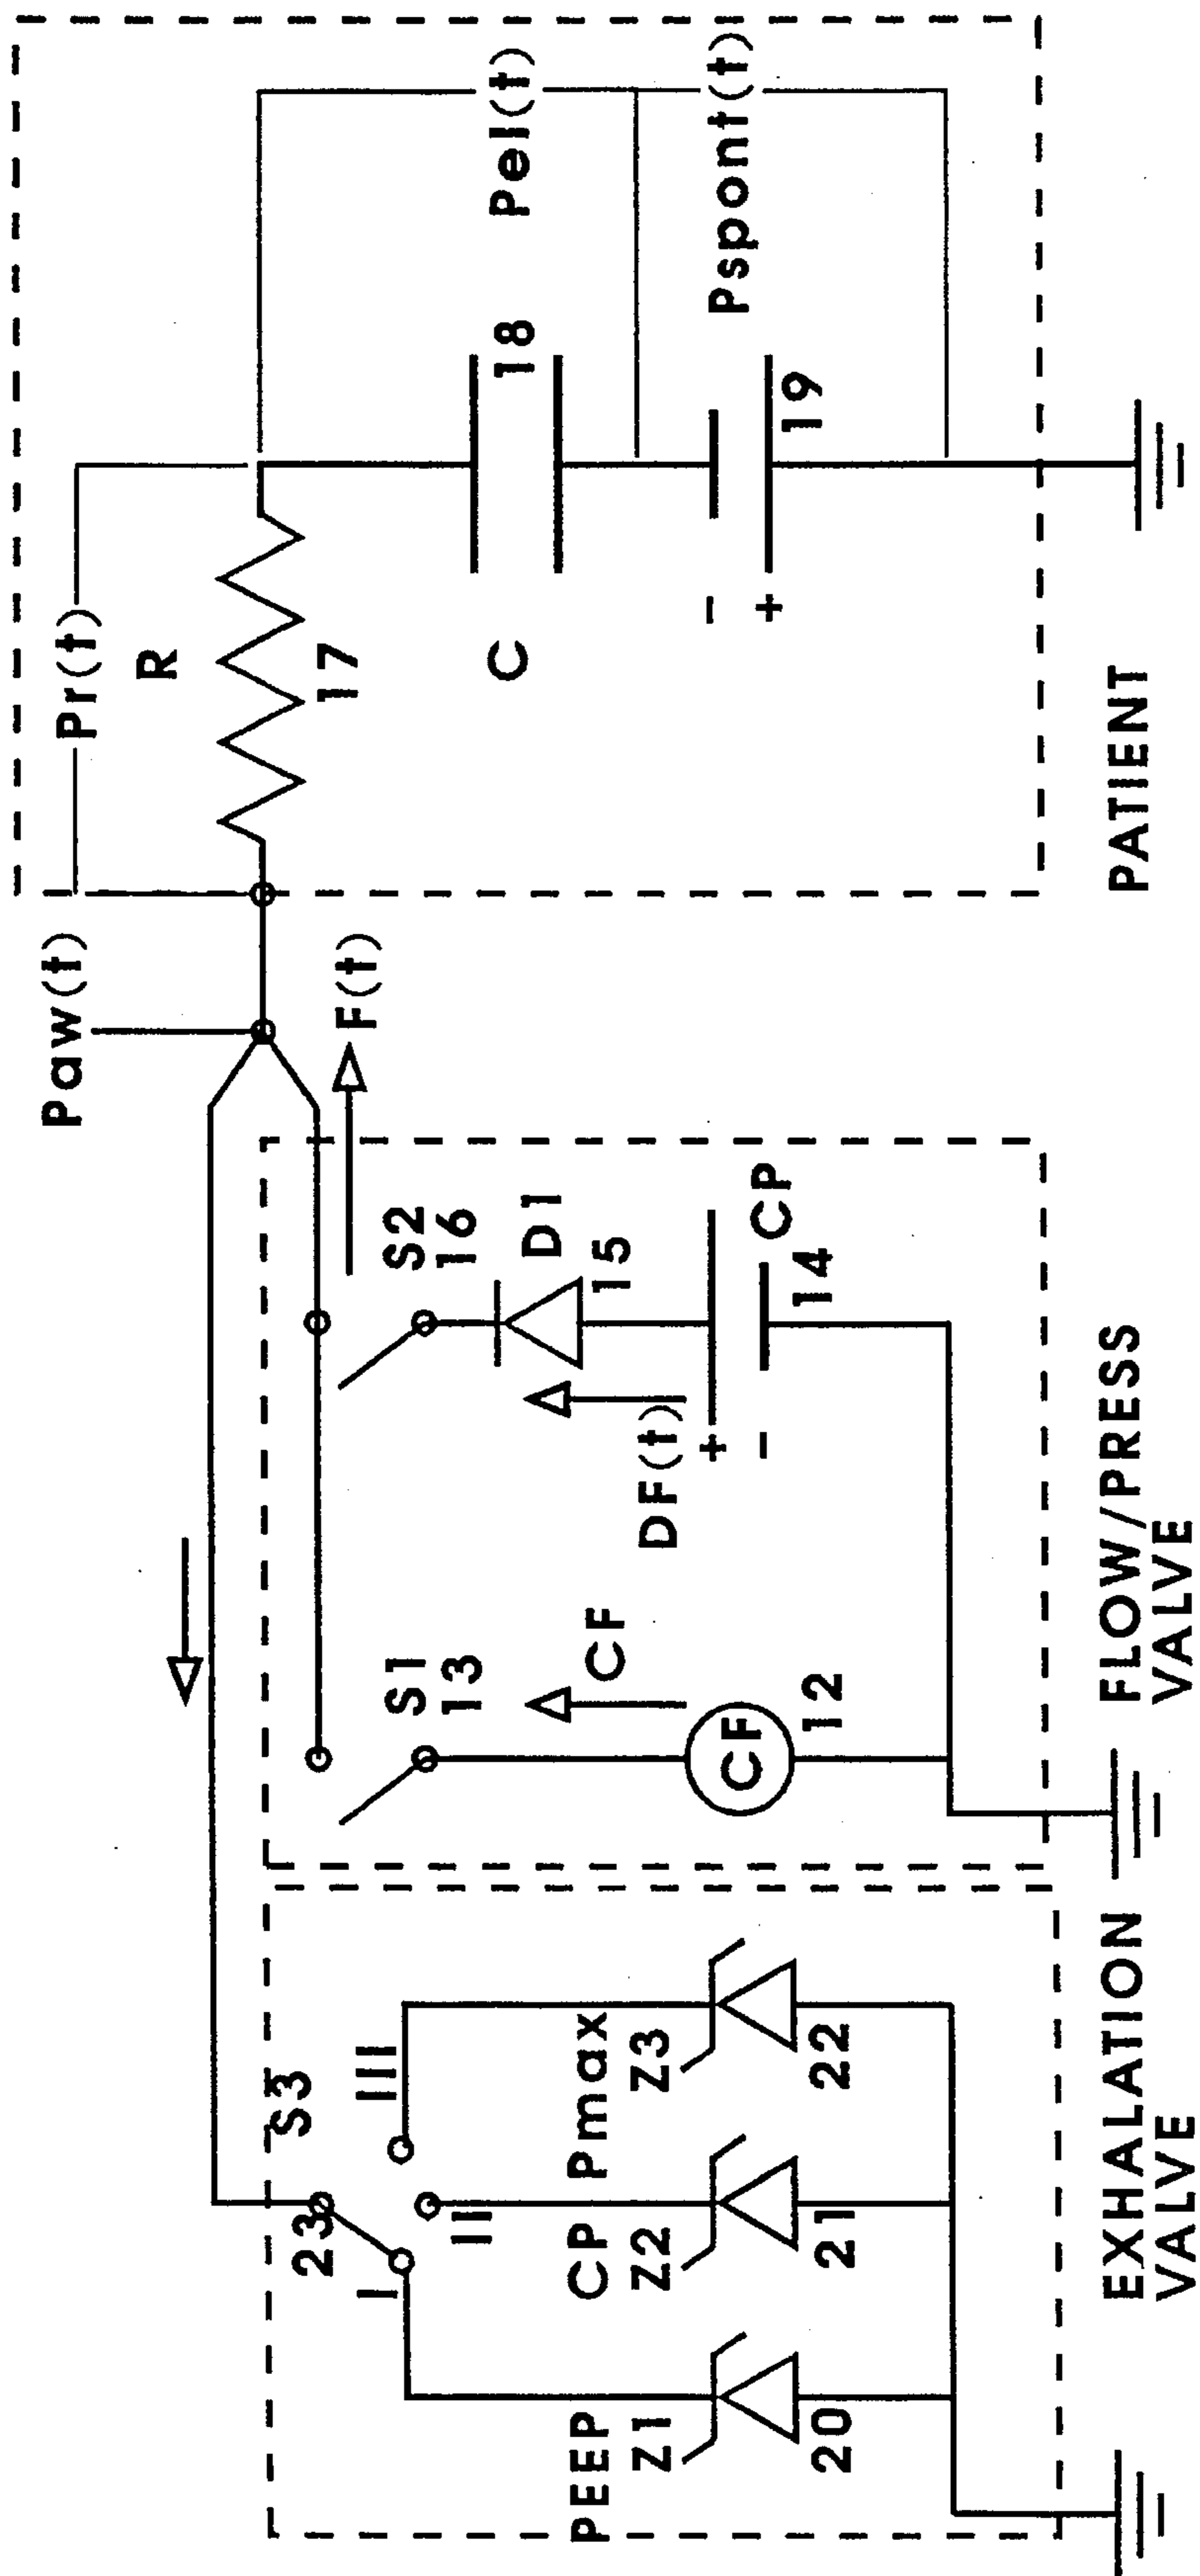 EXHALATION
VALVE
S3
23
I
II
III
PEEP
CP
Pmax
Z1
Z2
Z3
20
21
22
FLOW/PRESS
VALVE
S1
13
CF
CF
12
S2
16
D1
15
DF(t)
+
-
CP
14
F(t)
Paw(t)
PATIENT
Pr(t)
R
17
C
18
Pel(t)
-
+
19
Pspont(t)